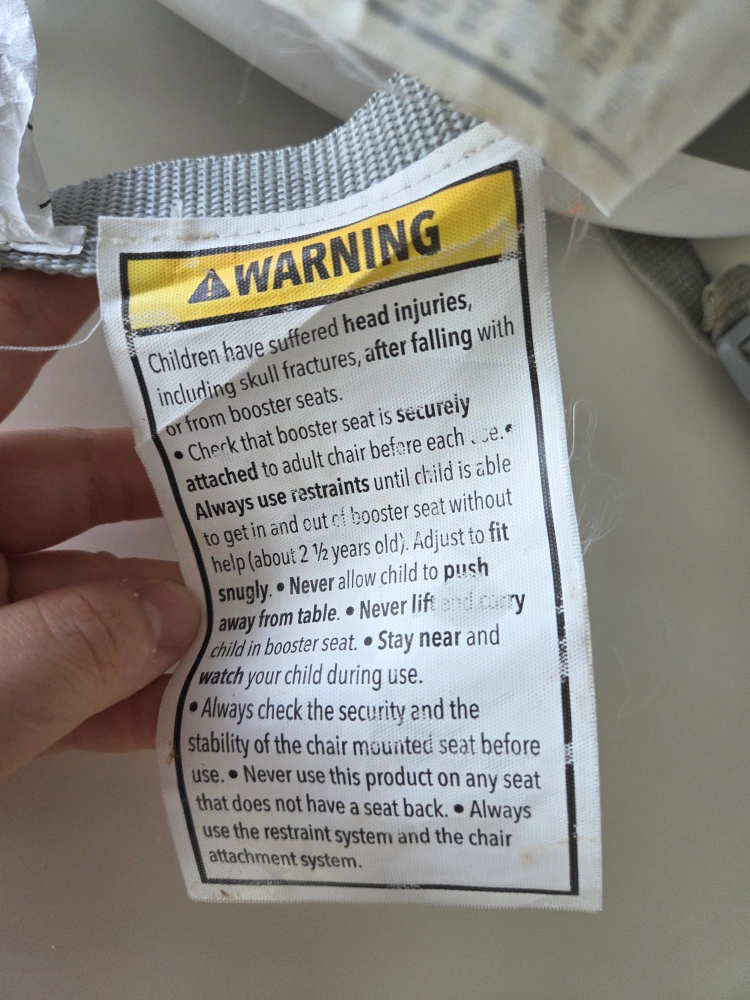 WARNING
Children have suffered head injuries,
including skull fractures, after falling with
or from booster seats.
• Check that booster seat is securely
attached to adult chair before each use. •
Always use restraints until child is able
to get in and out of booster seat without
help (about 2 ½ years old). Adjust to fit
snugly. • Never allow child to push
away from table. • Never lift and carry
child in booster seat. • Stay near and
watch your child during use.
• Always check the security and the
stability of the chair mounted seat before
use. • Never use this product on any seat
that does not have a seat back. • Always
use the restraint system and the chair
attachment system.